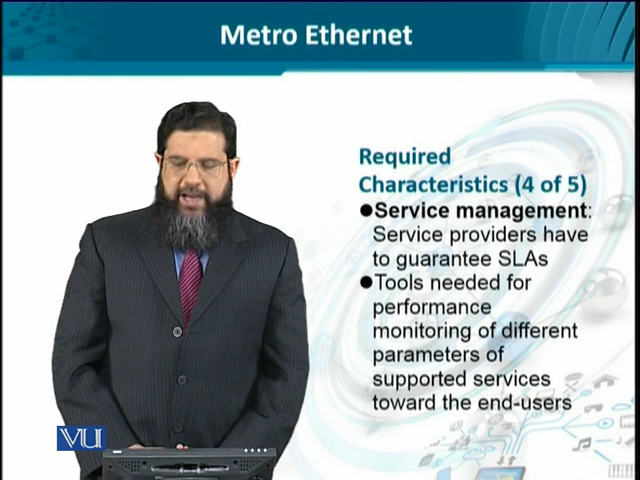 Metro Ethernet
Required
Characteristics (4 of 5)
●Service management:
Service providers have
to guarantee SLAs
●Tools needed for
performance
monitoring of different
parameters of
supported services
toward the end-users
VU